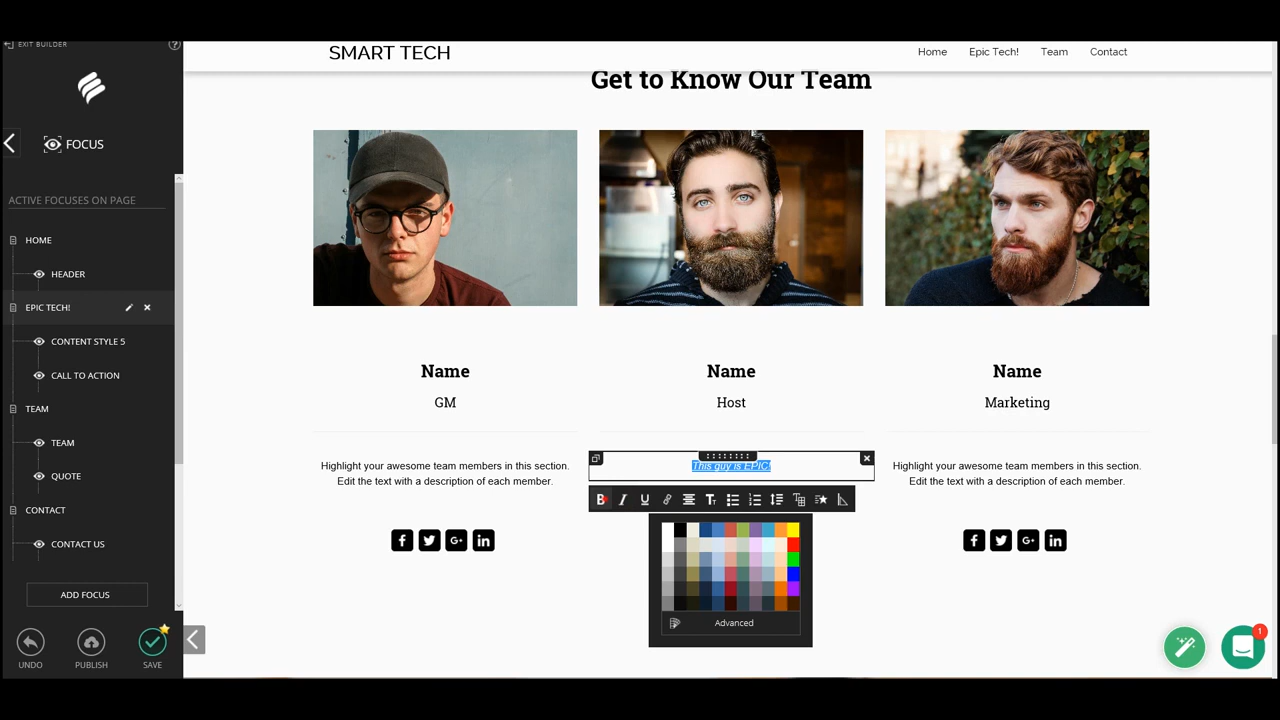 EXIT BUILDER
?
FOCUS
ACTIVE FOCUSES ON PAGE
HOME
HEADER
EPIC TECH!
CONTENT STYLE 5
CALL TO ACTION
TEAM
TEAM
QUOTE
CONTACT
CONTACT US
ADD FOCUS
UNDO PUBLISH SAVE
SMART TECH
Home Epic Tech! Team Contact
Get to Know Our Team
Name
GM
Highlight your awesome team members in this section.
Edit the text with a description of each member.
Name
Host
This guy is EPIC!
B I U
Advanced
Name
Marketing
Highlight your awesome team members in this section.
Edit the text with a description of each member.
1